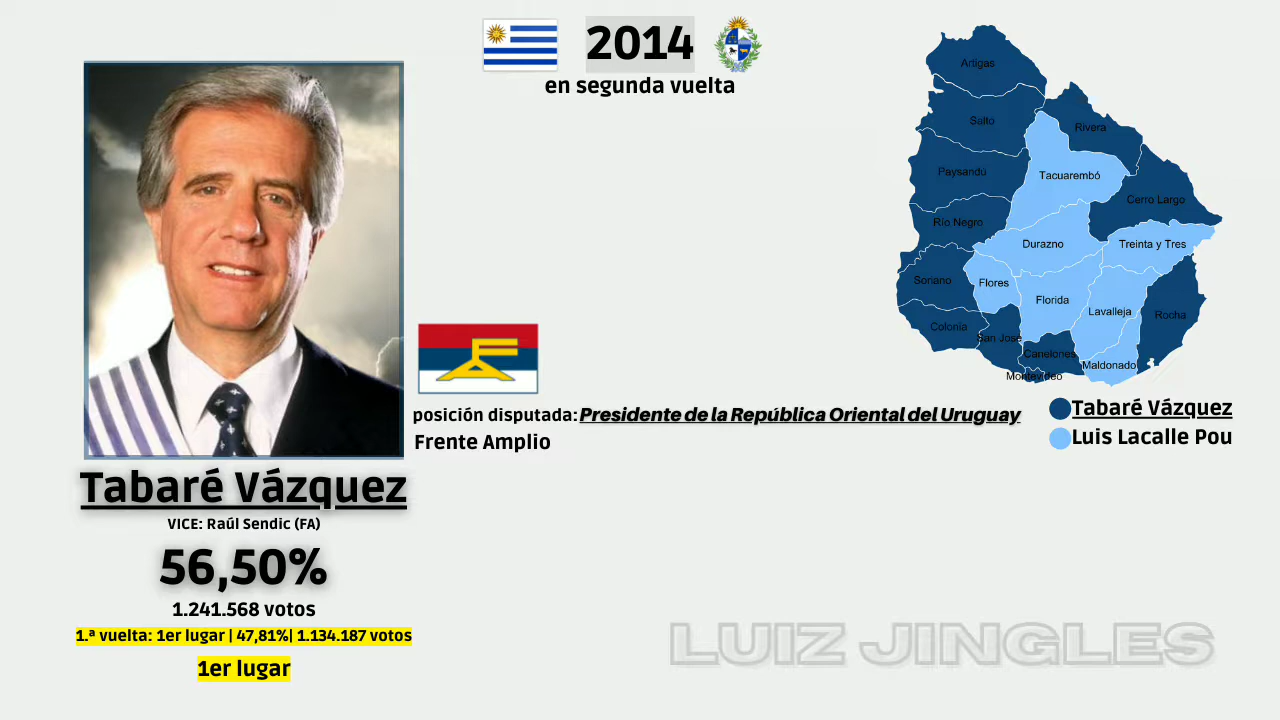 2014
en segunda vuelta
Artigas
Salto
Rivera
Paysandú
Tacuarembó
Cerro Largo
Río Negro
Durazno
Treinta y Tres
Soriano
Flores
Florida
Lavalleja
Rocha
Colonia
San José
Canelones
Maldonado
Montevideo
posición disputada: Presidente de la República Oriental del Uruguay
Frente Amplio
Tabaré Vázquez
Luis Lacalle Pou
Tabaré Vázquez
VICE: Raúl Sendic (FA)
56,50%
1.241.568 votos
1.ª vuelta: 1er lugar | 47,81%| 1.134.187 votos
1er lugar
LUIZ JINGLES